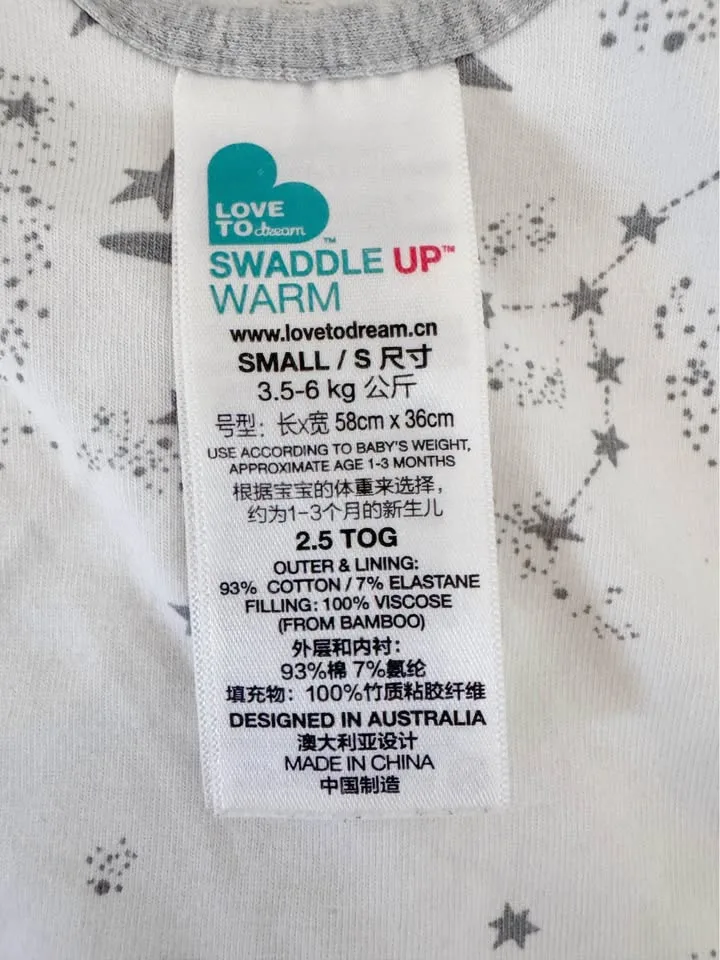 LOVE
TO dream™
SWADDLE UP™
WARM
www.lovetodream.cn
SMALL / S 尺寸
3.5-6 kg 公斤
号型：长x宽 58cm x 36cm
USE ACCORDING TO BABY'S WEIGHT,
APPROXIMATE AGE 1-3 MONTHS
根据宝宝的体重来选择，
约为1-3个月的新生儿
2.5 TOG
OUTER & LINING:
93% COTTON / 7% ELASTANE
FILLING: 100% VISCOSE
(FROM BAMBOO)
外层和内衬：
93%棉 7%氨纶
填充物：100%竹质粘胶纤维
DESIGNED IN AUSTRALIA
澳大利亚设计
MADE IN CHINA
中国制造